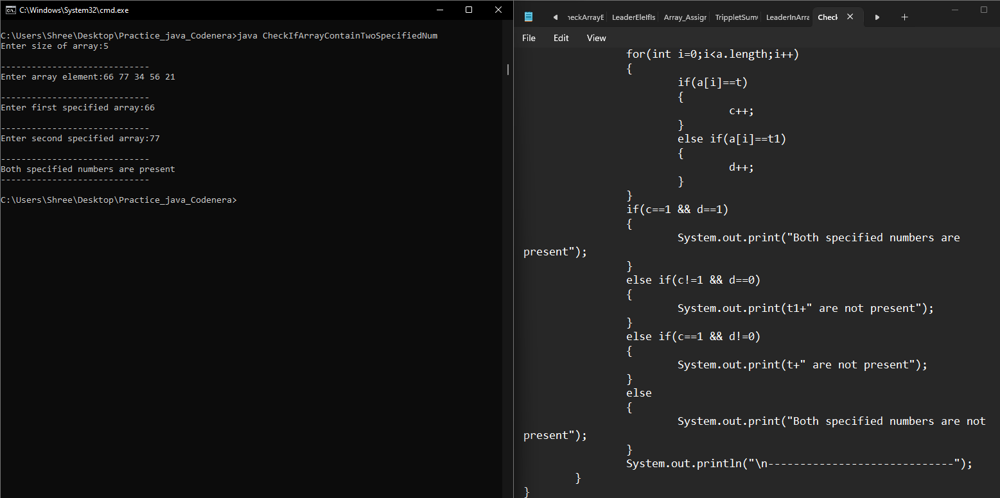 C:\Windows\System32\cmd.exe
C:\Users\Shree\Desktop\Practice_java_Codenera>java CheckIfArrayContainTwoSpecifiedNum
Enter size of array:5
-----------------------------
Enter array element:66 77 34 56 21
-----------------------------
Enter first specified array:66
-----------------------------
Enter second specified array:77
-----------------------------
Both specified numbers are present
-----------------------------
C:\Users\Shree\Desktop\Practice_java_Codenera>
LeaderEleIfIs Array_Assigr TrippletSum LeaderInArra Check
File Edit View
for(int i=0;i<a.length;i++)
{
if(a[i]==t)
{
c++;
}
else if(a[i]==t1)
{
d++;
}
}
if(c==1 && d==1)
{
System.out.print("Both specified numbers are
present");
}
else if(c!=1 && d==0)
{
System.out.print(t1+" are not present");
}
else if(c==1 && d!=0)
{
System.out.print(t+" are not present");
}
else
{
System.out.print("Both specified numbers are not
present");
}
System.out.println("\n-----------------------------");
}
}